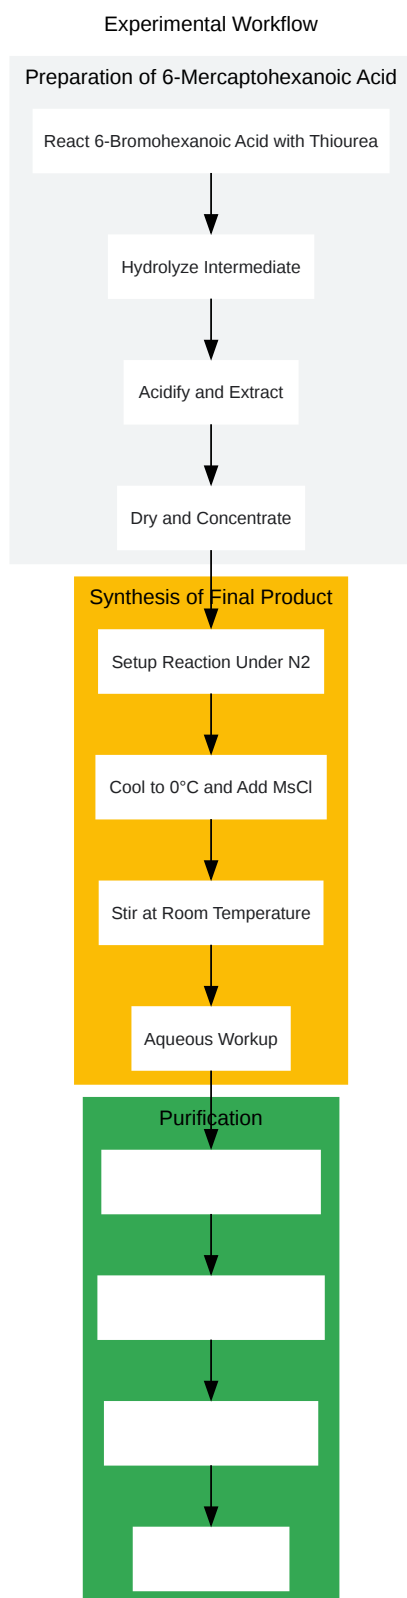 Experimental Workflow
Preparation of 6-Mercaptohexanoic Acid
React 6-Bromohexanoic Acid with Thiourea
Hydrolyze Intermediate
Acidify and Extract
Dry and Concentrate
Synthesis of Final Product
Setup Reaction Under N2
Cool to 0°C and Add MsCl
Stir at Room Temperature
Aqueous Workup
Purification